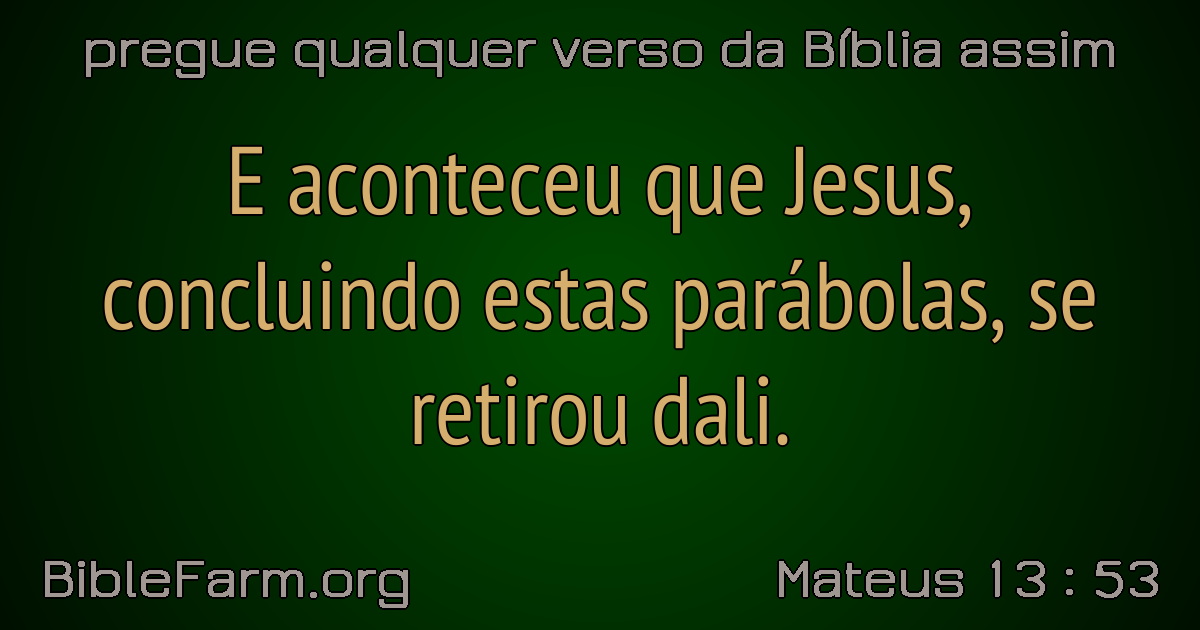 pregue qualquer verso da Bíblia assim
E aconteceu que Jesus,
concluindo estas parábolas, se
retirou dali.
BibleFarm.org
Mateus 13 : 53